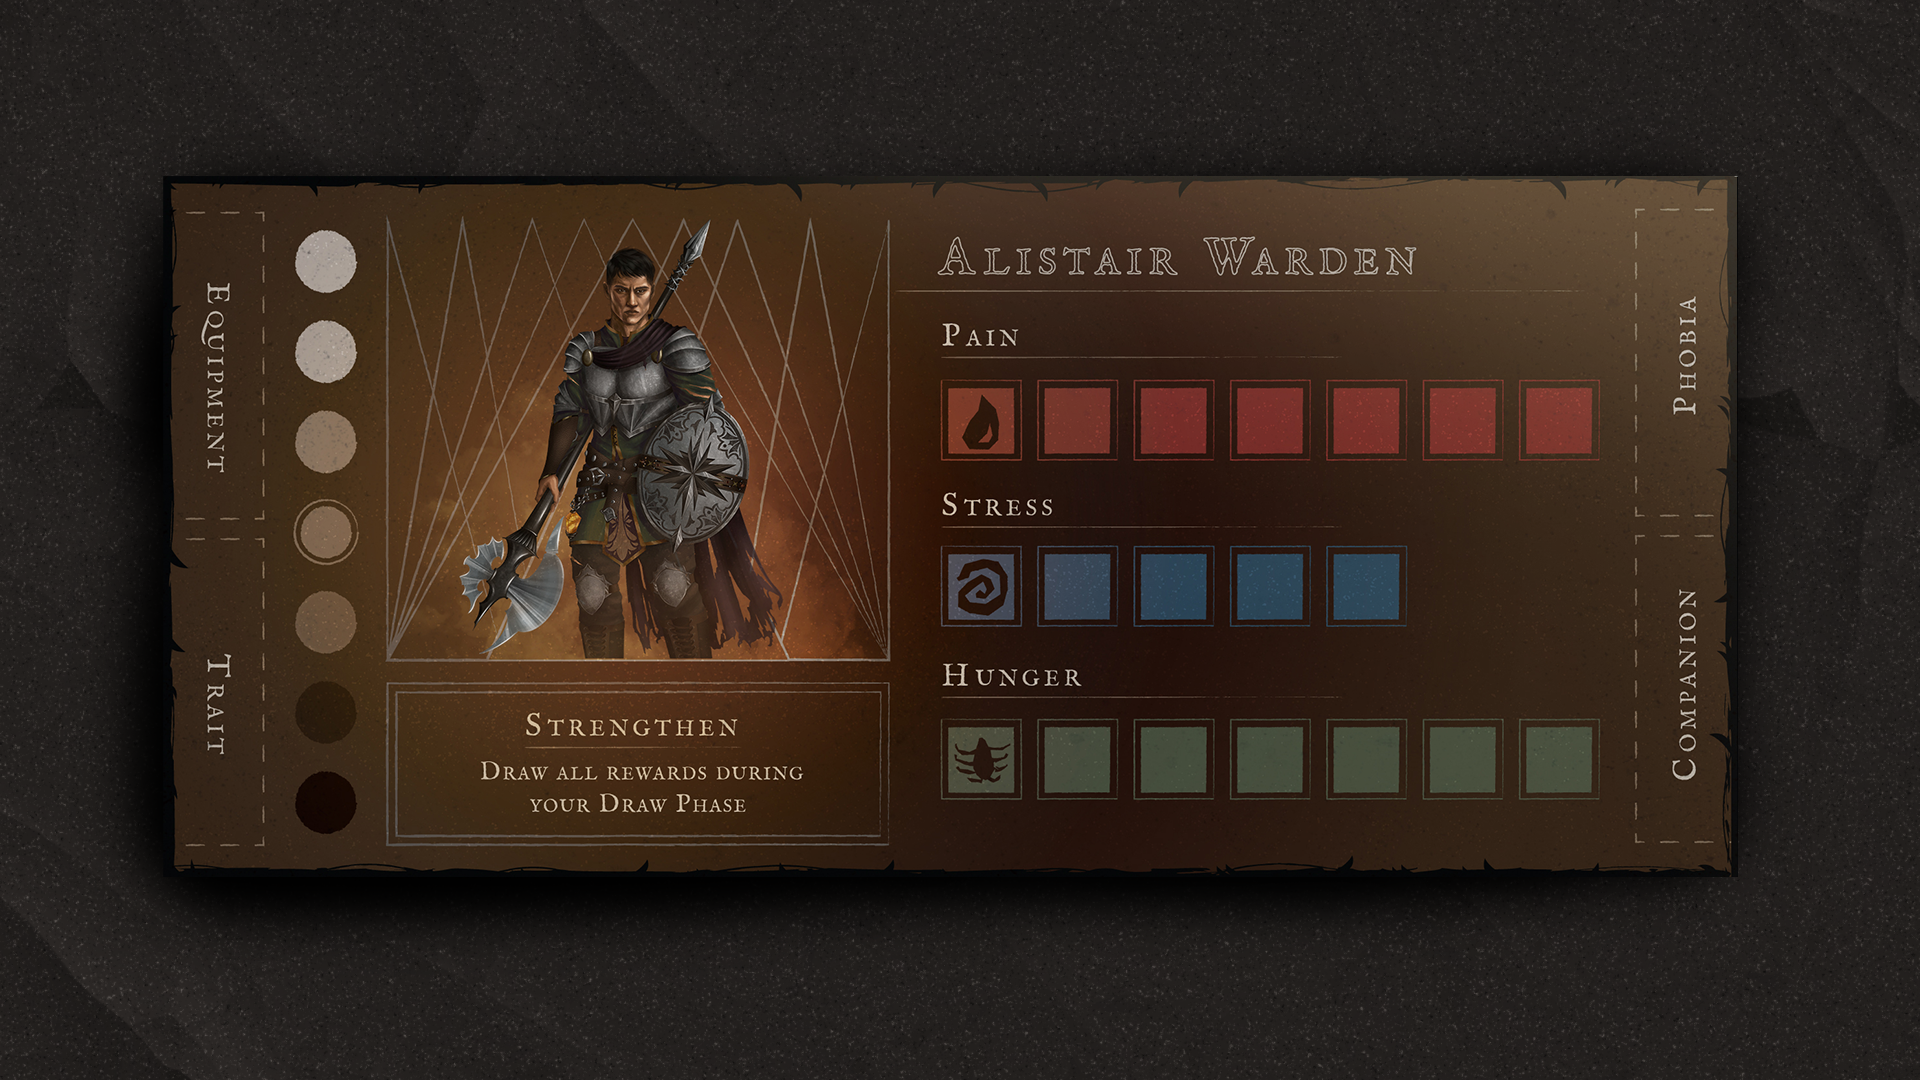 Equipment
Trait
Alistair Warden
Pain
Stress
Hunger
Strengthen
Draw all rewards during
your Draw Phase
Phobia
Companion